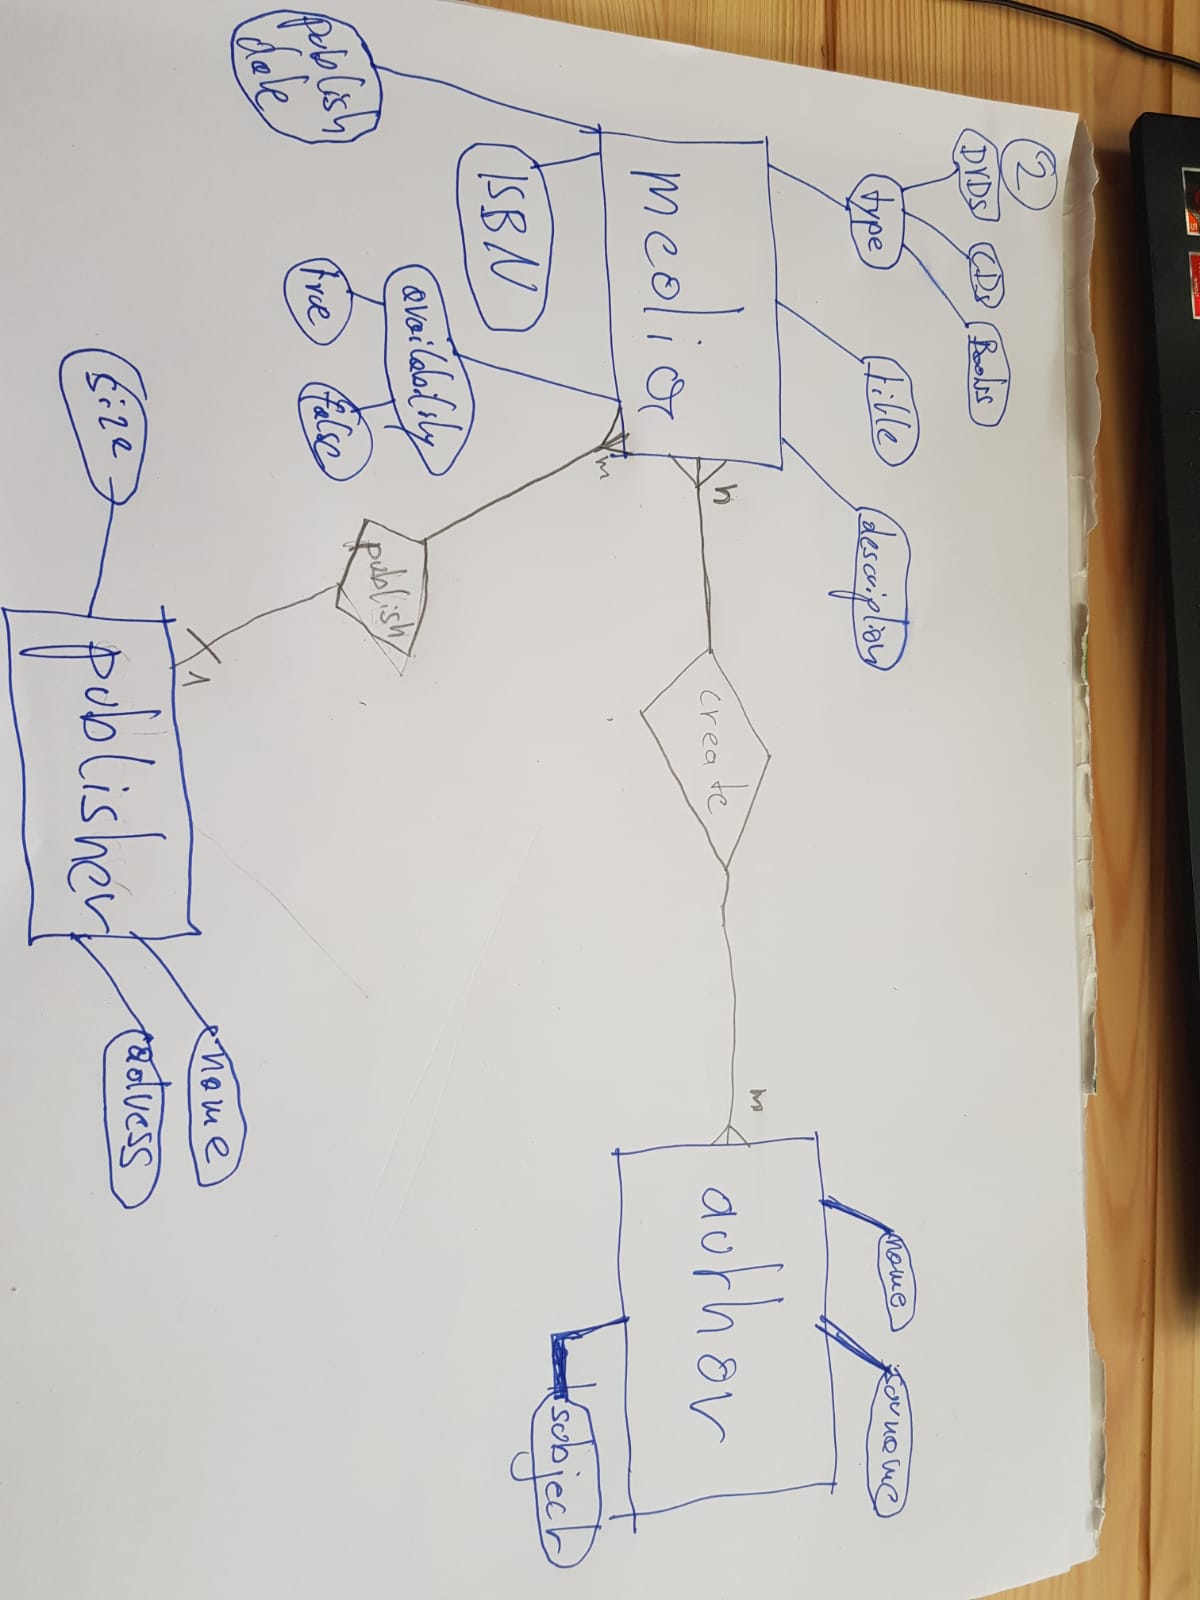 2
DVDs
CDs
Books
type
title
description
media
publish
date
ISBN
availability
true
false
n
m
create
m
publish
1
author
name
surname
subject
publisher
size
name
adress